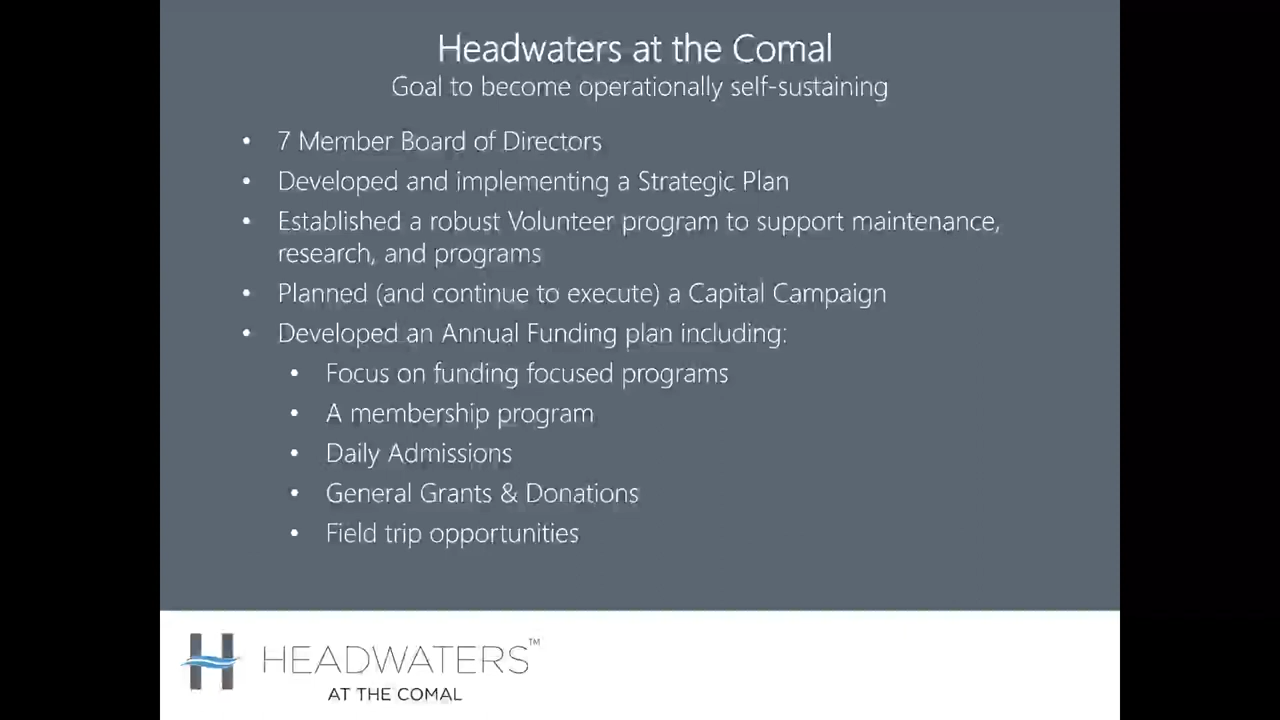 Headwaters at the Comal
Goal to become operationally self-sustaining
• 7 Member Board of Directors
• Developed and implementing a Strategic Plan
• Established a robust Volunteer program to support maintenance,
research, and programs
• Planned (and continue to execute) a Capital Campaign
• Developed an Annual Funding plan including:
• Focus on funding focused programs
• A membership program
• Daily Admissions
• General Grants & Donations
• Field trip opportunities
H HEADWATERS™
AT THE COMAL